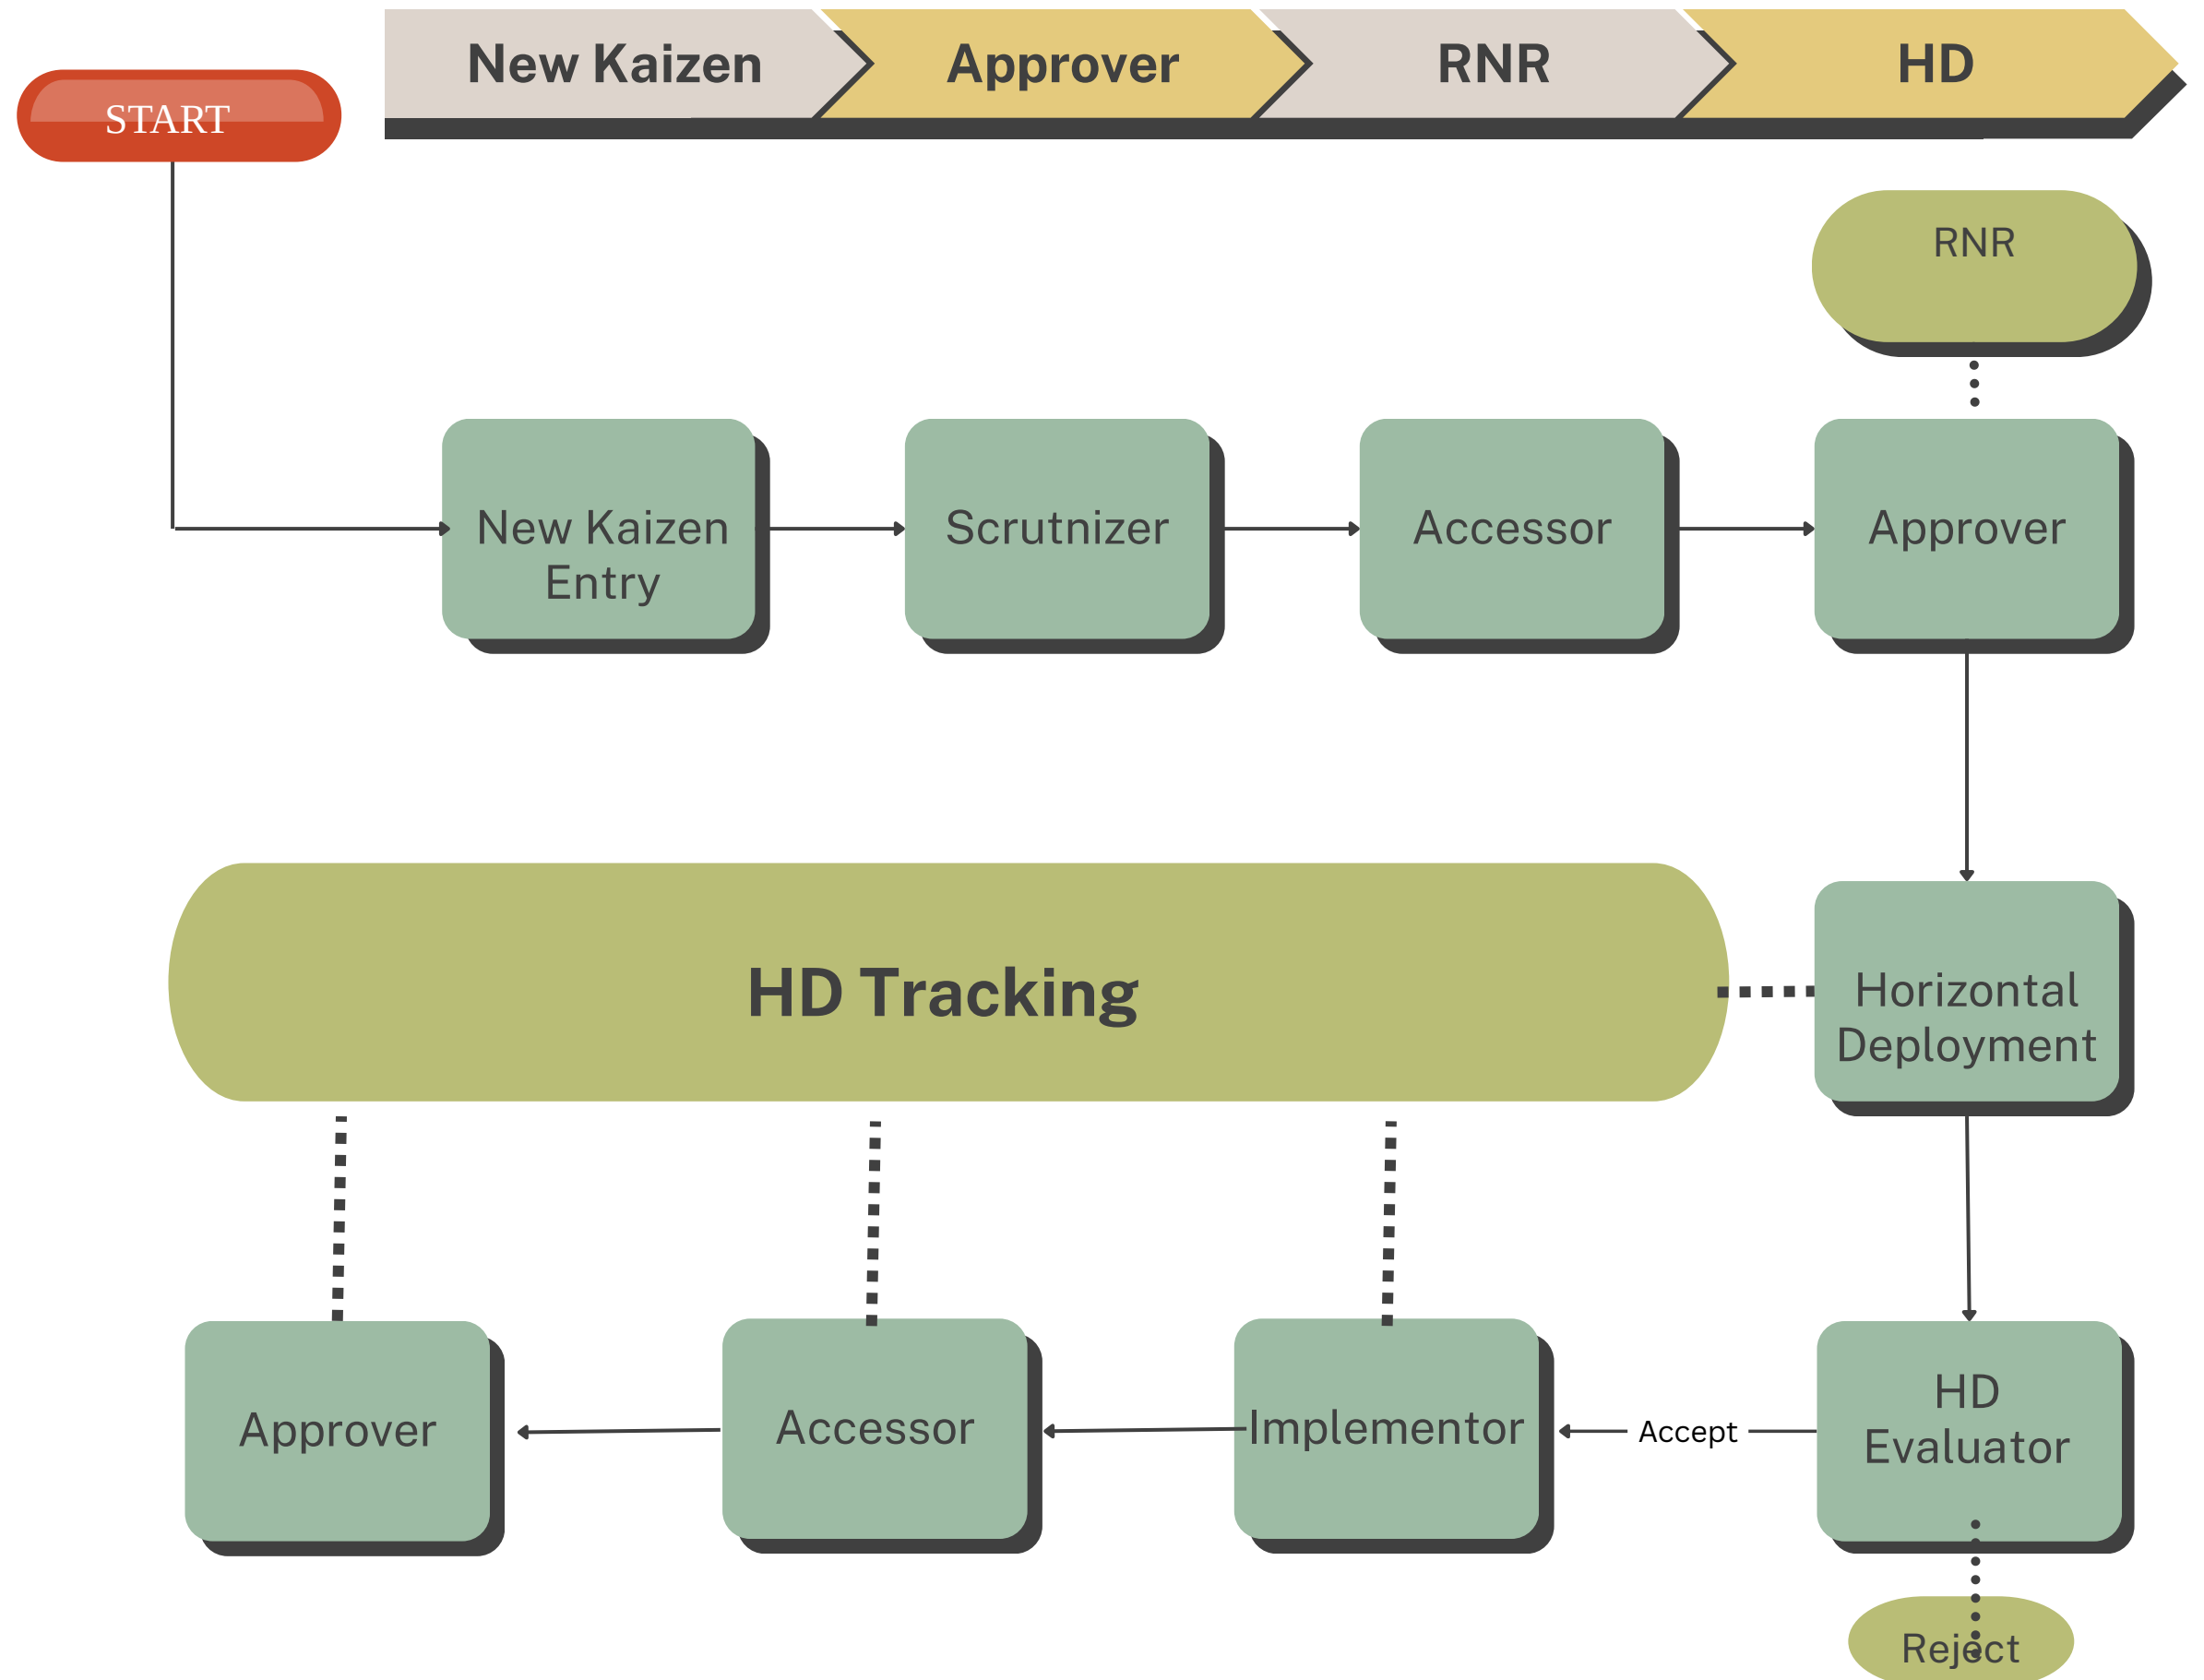 New Kaizen
Approver
RNR
HD
START
RNR
New Kaizen
Entry
Scrutnizer
Accessor
Approver
HD Tracking
Horizontal
Deployment
Approver
Accessor
Implementor
Accept
HD
Evaluator
Reject